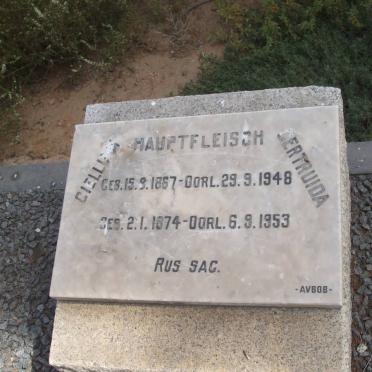 HAUPTFLEISCH
GERTRUIDA
GEB. 15.9.1867-OORL. 29.9.1948
GEB. 2.1.1874-OORL. 6.9.1953
RUS SAG.
-AVBOB-